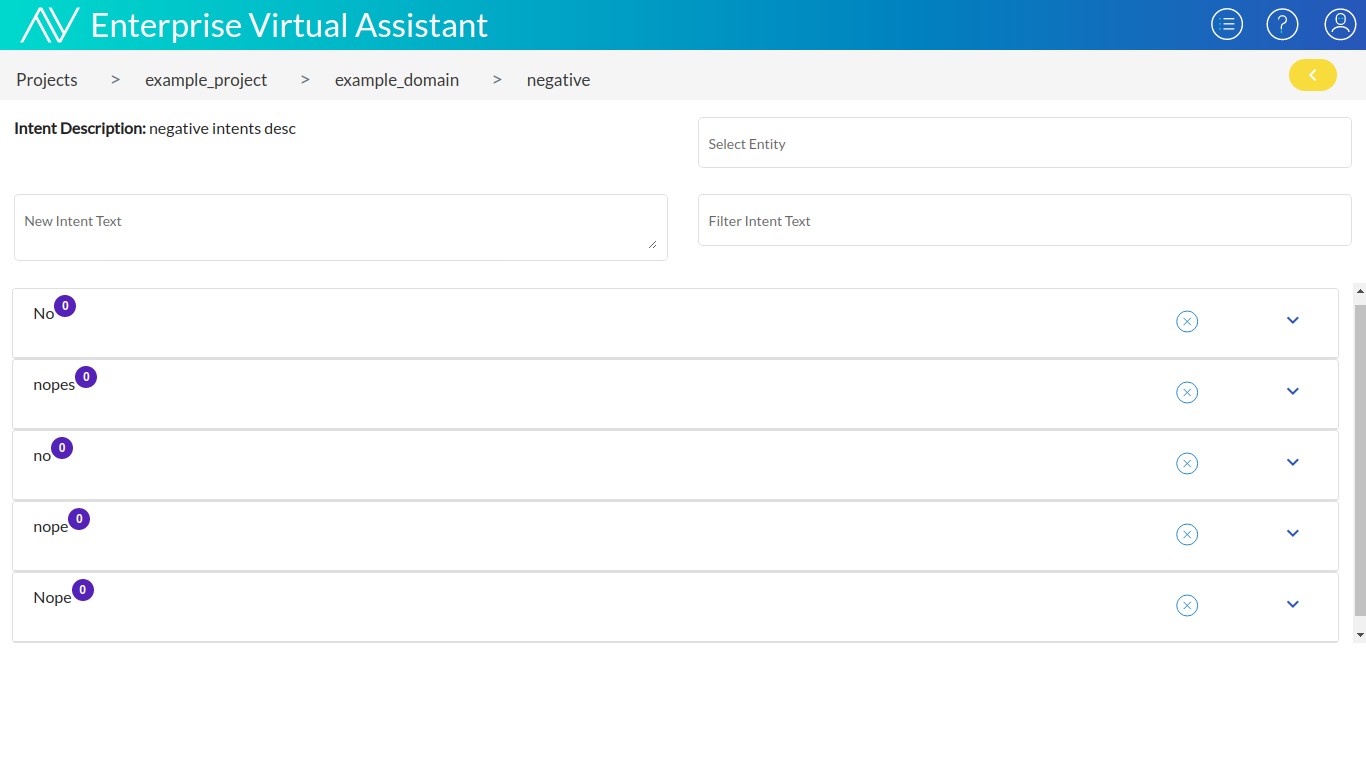 Enterprise Virtual Assistant
?
Projects > example_project > example_domain > negative
Intent Description: negative intents desc
Select Entity
New Intent Text
Filter Intent Text
No 0
nopes 0
no 0
nope 0
Nope 0